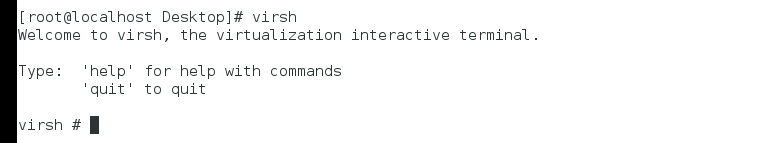 [root@localhost Desktop]# virsh
Welcome to virsh, the virtualization interactive terminal.
Type:  'help' for help with commands
       'quit' to quit
virsh #